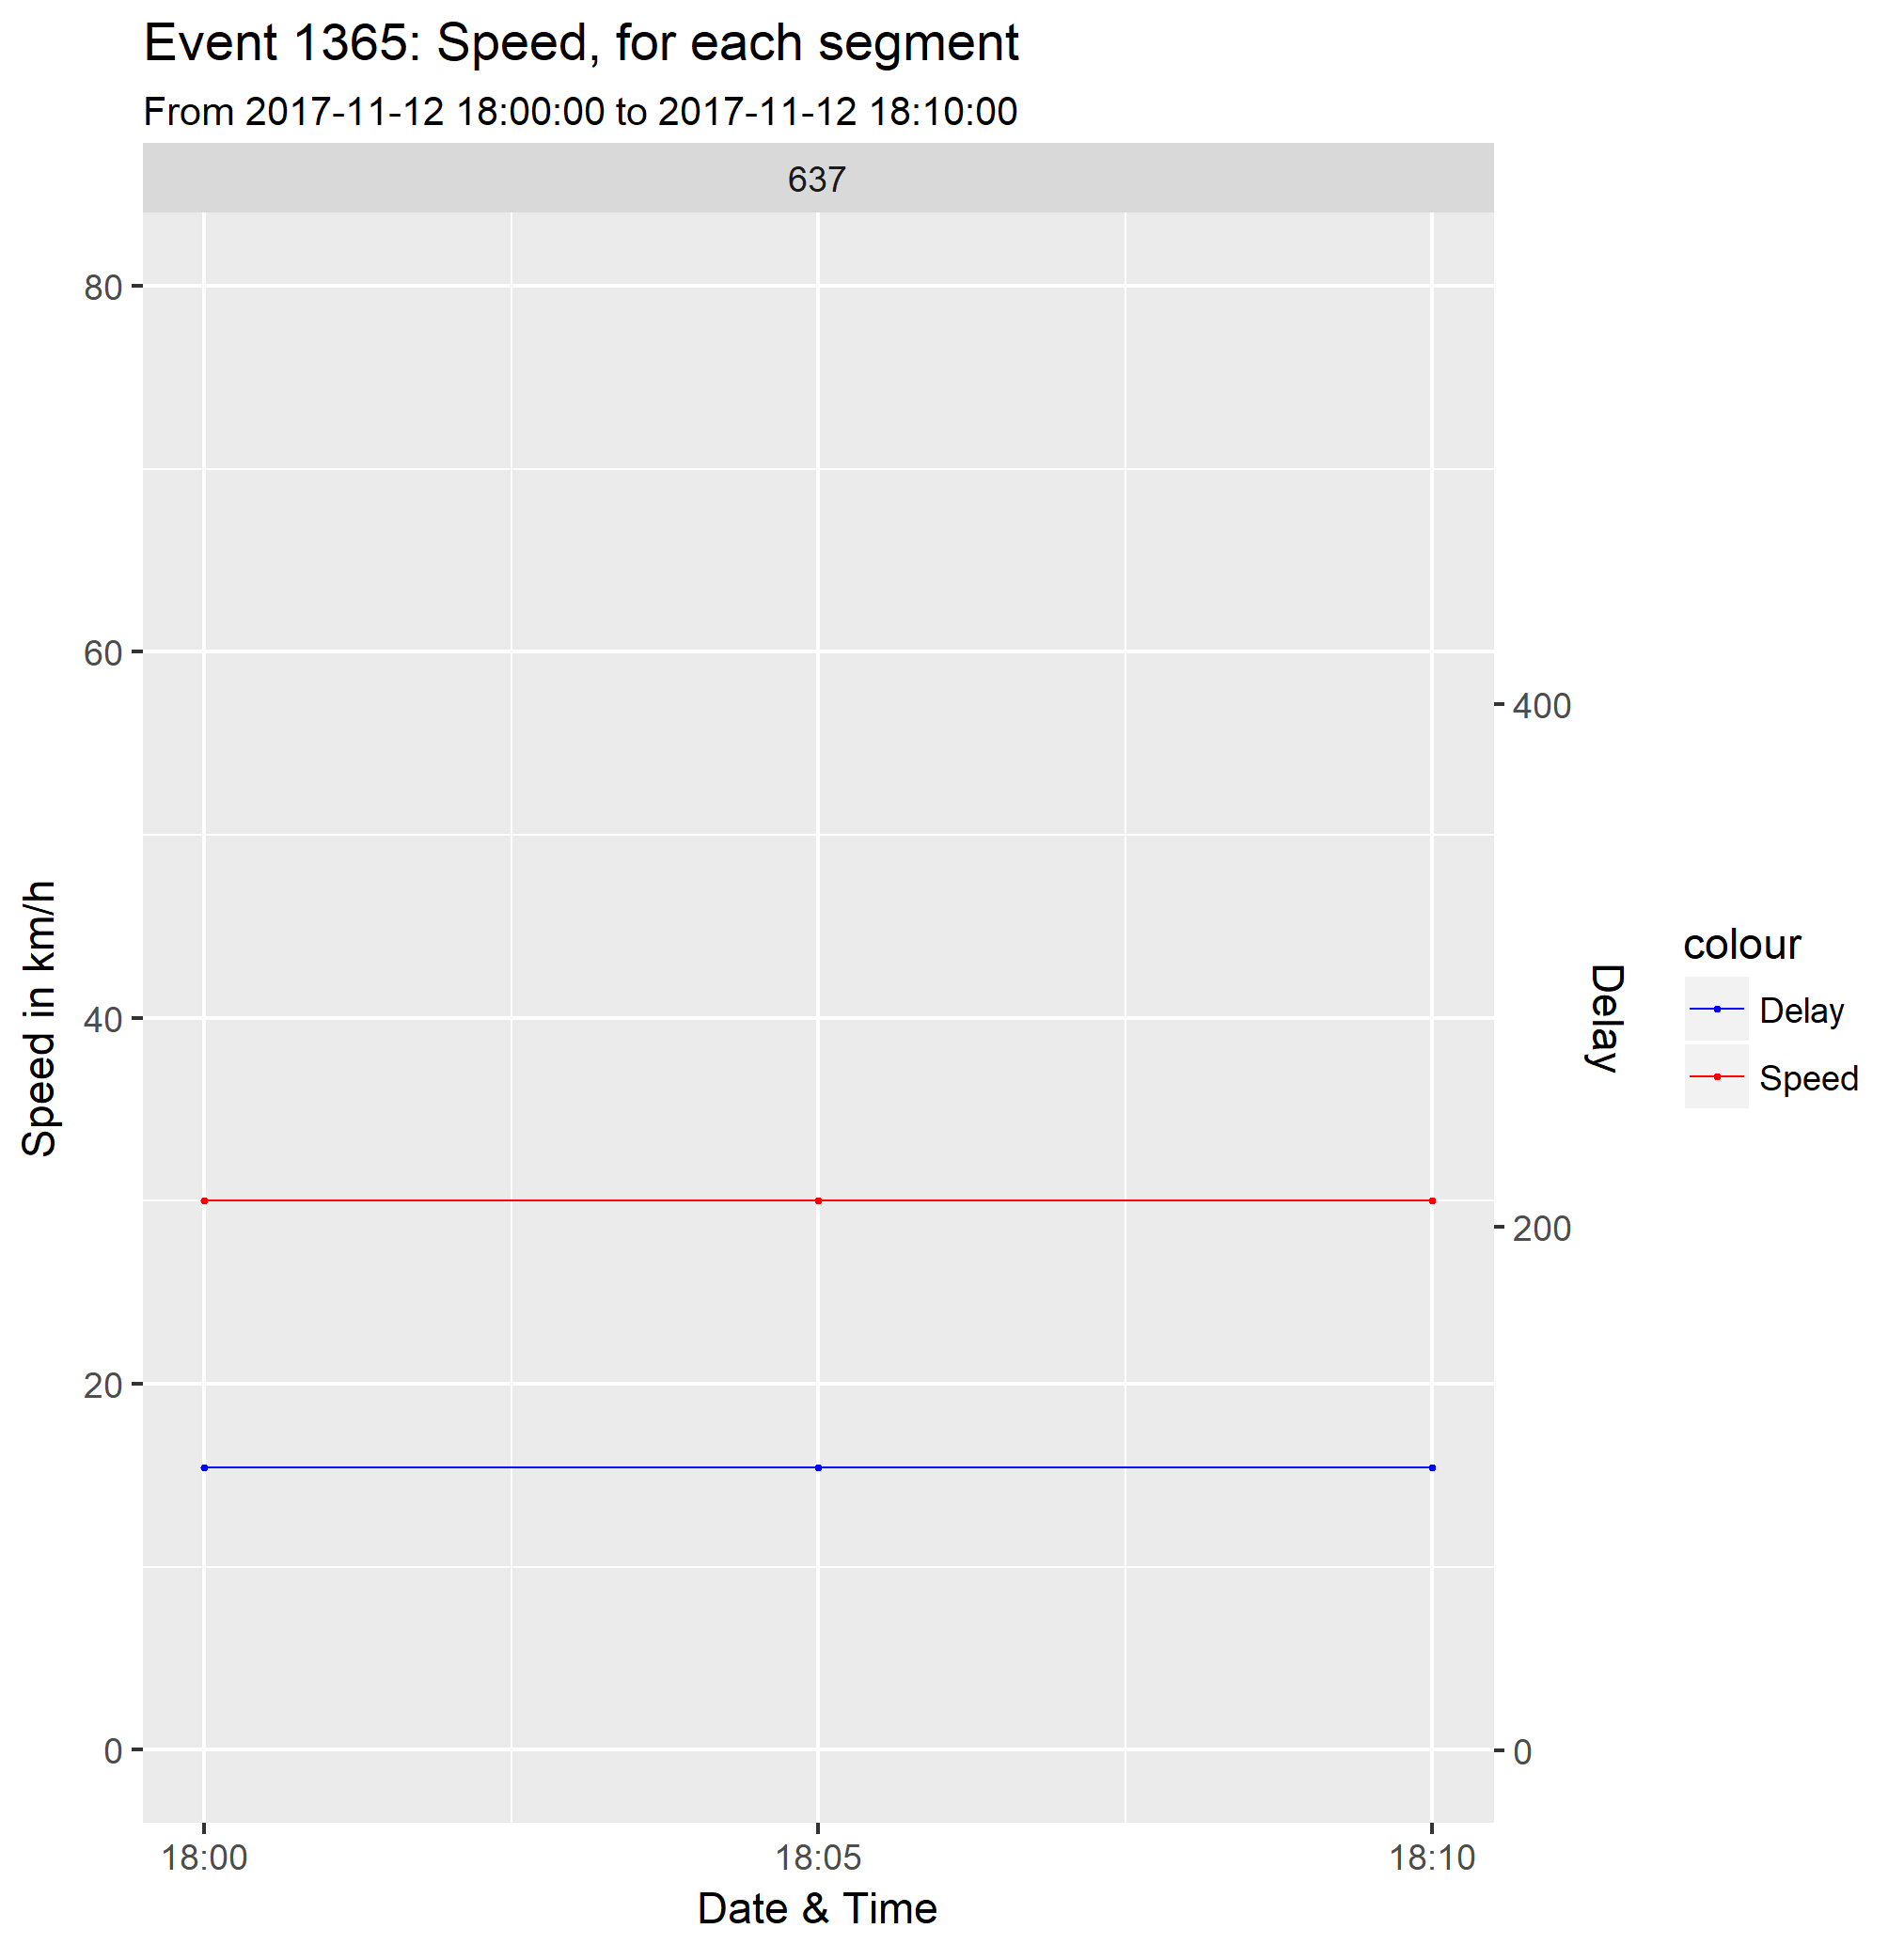 Event 1365: Speed, for each segment
From 2017-11-12 18:00:00 to 2017-11-12 18:10:00
637
80
60
40
20
0
Speed in km/h
400
200
0
Delay
colour
Delay
Speed
18:00
18:05
18:10
Date & Time